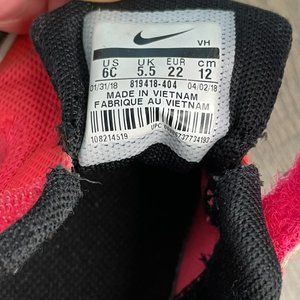 VH
US UK EUR cm
6C 5.5 22 12
01/31/18 819418-404 04/02/18
MADE IN VIETNAM
FABRIQUE AU VIETNAM
108214519 UPC